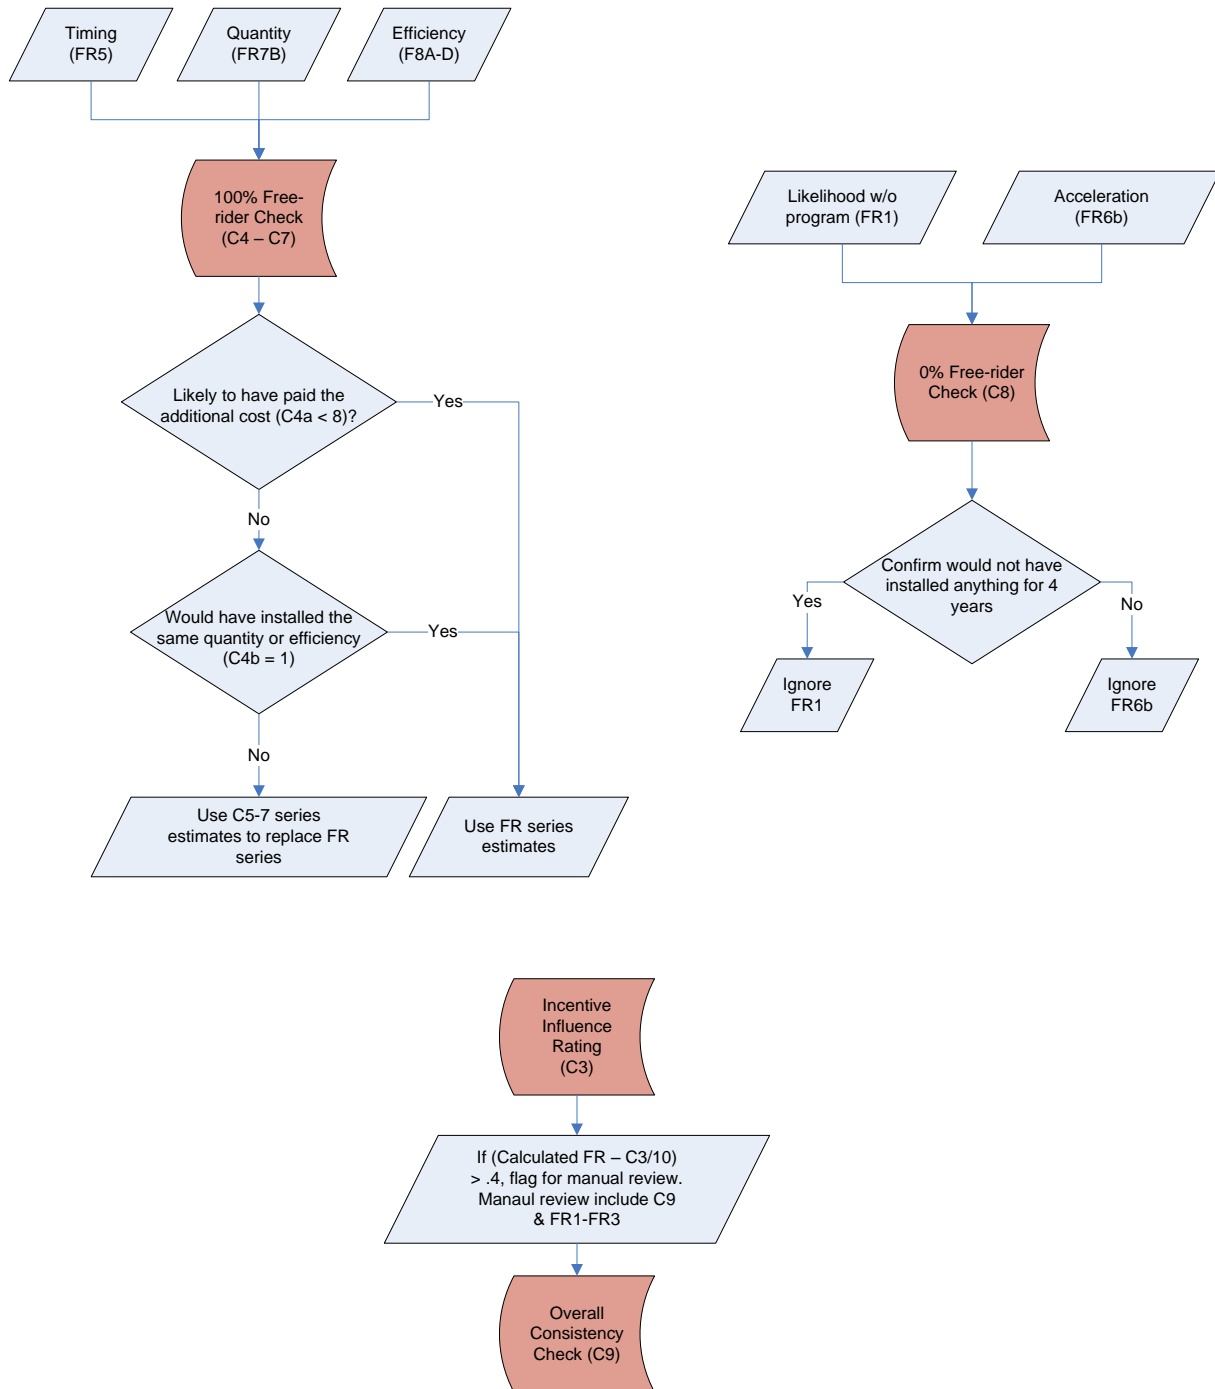 Timing
(FR5)
Quantity
(FR7B)
Efficiency
(F8A-D)
100% Free-
rider Check
(C4 – C7)
Likely to have paid the
additional cost (C4a < 8)?
Yes
No
Would have installed the
same quantity or efficiency
(C4b = 1)
Yes
No
Use C5-7 series
estimates to replace FR
series
Use FR series
estimates
Likelihood w/o
program (FR1)
Acceleration
(FR6b)
0% Free-rider
Check (C8)
Confirm would not have
installed anything for 4
years
Yes
No
Ignore
FR1
Ignore
FR6b
Incentive
Influence
Rating
(C3)
If (Calculated FR – C3/10)
> .4, flag for manual review.
Manaul review include C9
& FR1-FR3
Overall
Consistency
Check (C9)